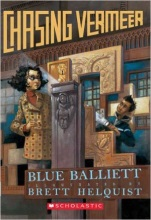 CHASING VERMEER
BLUE BALLIETT
ILLUSTRATED BY
BRETT HELQUIST
SCHOLASTIC